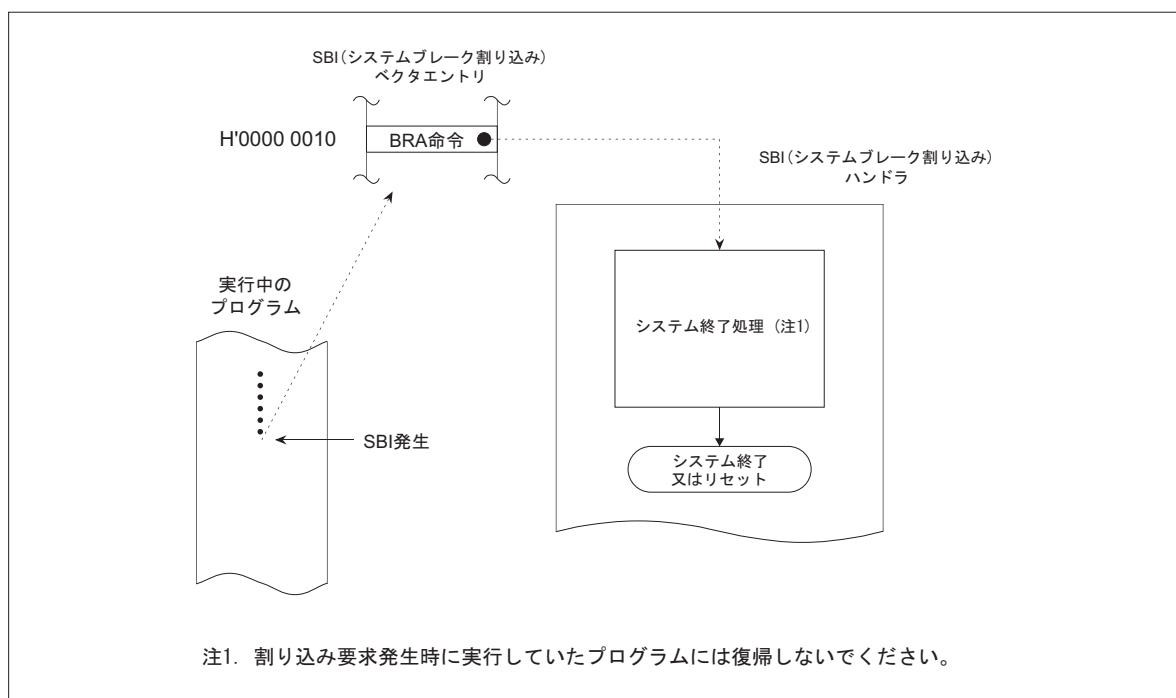 SBI(システムブレーク割り込み)
ベクタエントリ
H'0000 0010
BRA命令
SBI(システムブレーク割り込み)
ハンドラ
実行中の
プログラム
システム終了処理（注1）
SBI発生
システム終了
又はリセット
注1. 割り込み要求発生時に実行していたプログラムには復帰しないでください。